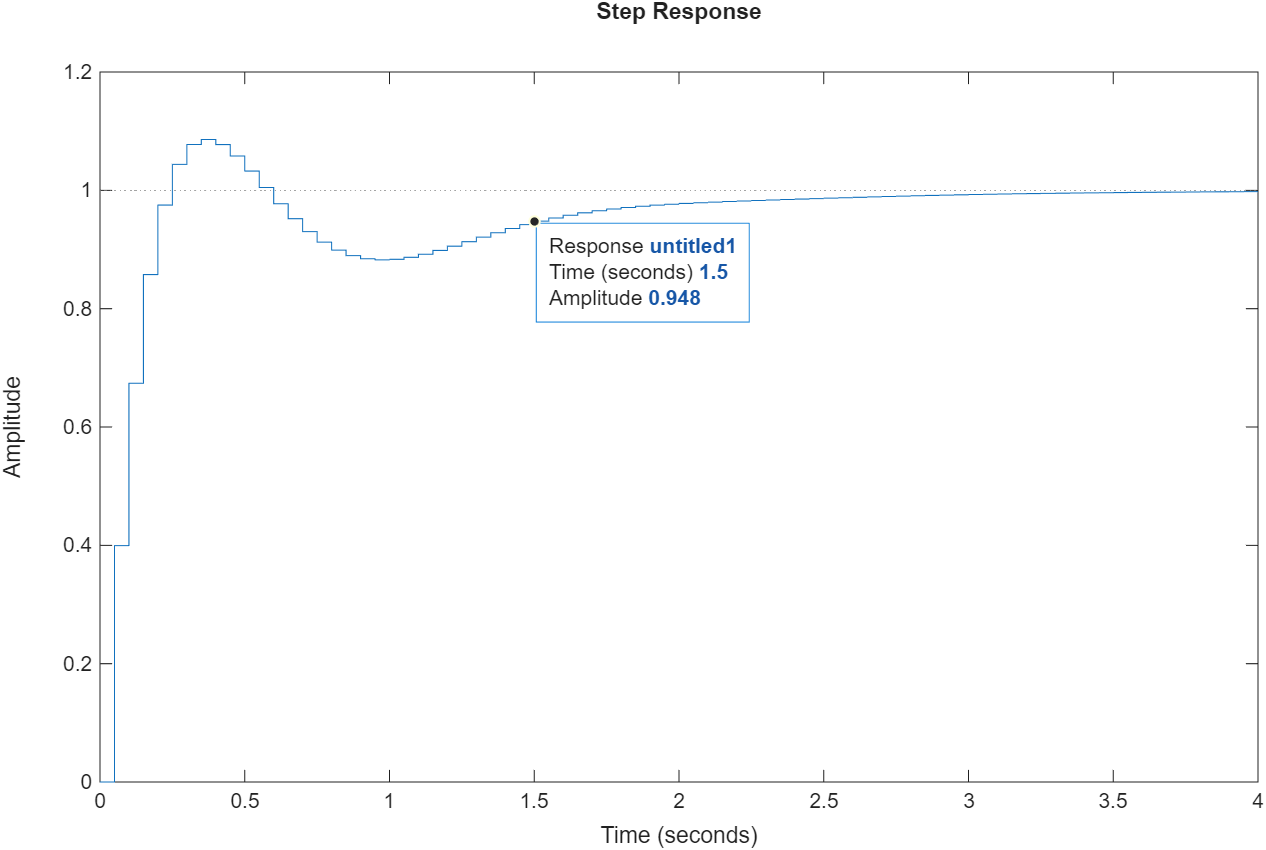 Step Response
1.2
1
0.8
0.6
0.4
0.2
0
Amplitude
Response untitled1
Time (seconds) 1.5
Amplitude 0.948
0 0.5 1 1.5 2 2.5 3 3.5 4
Time (seconds)